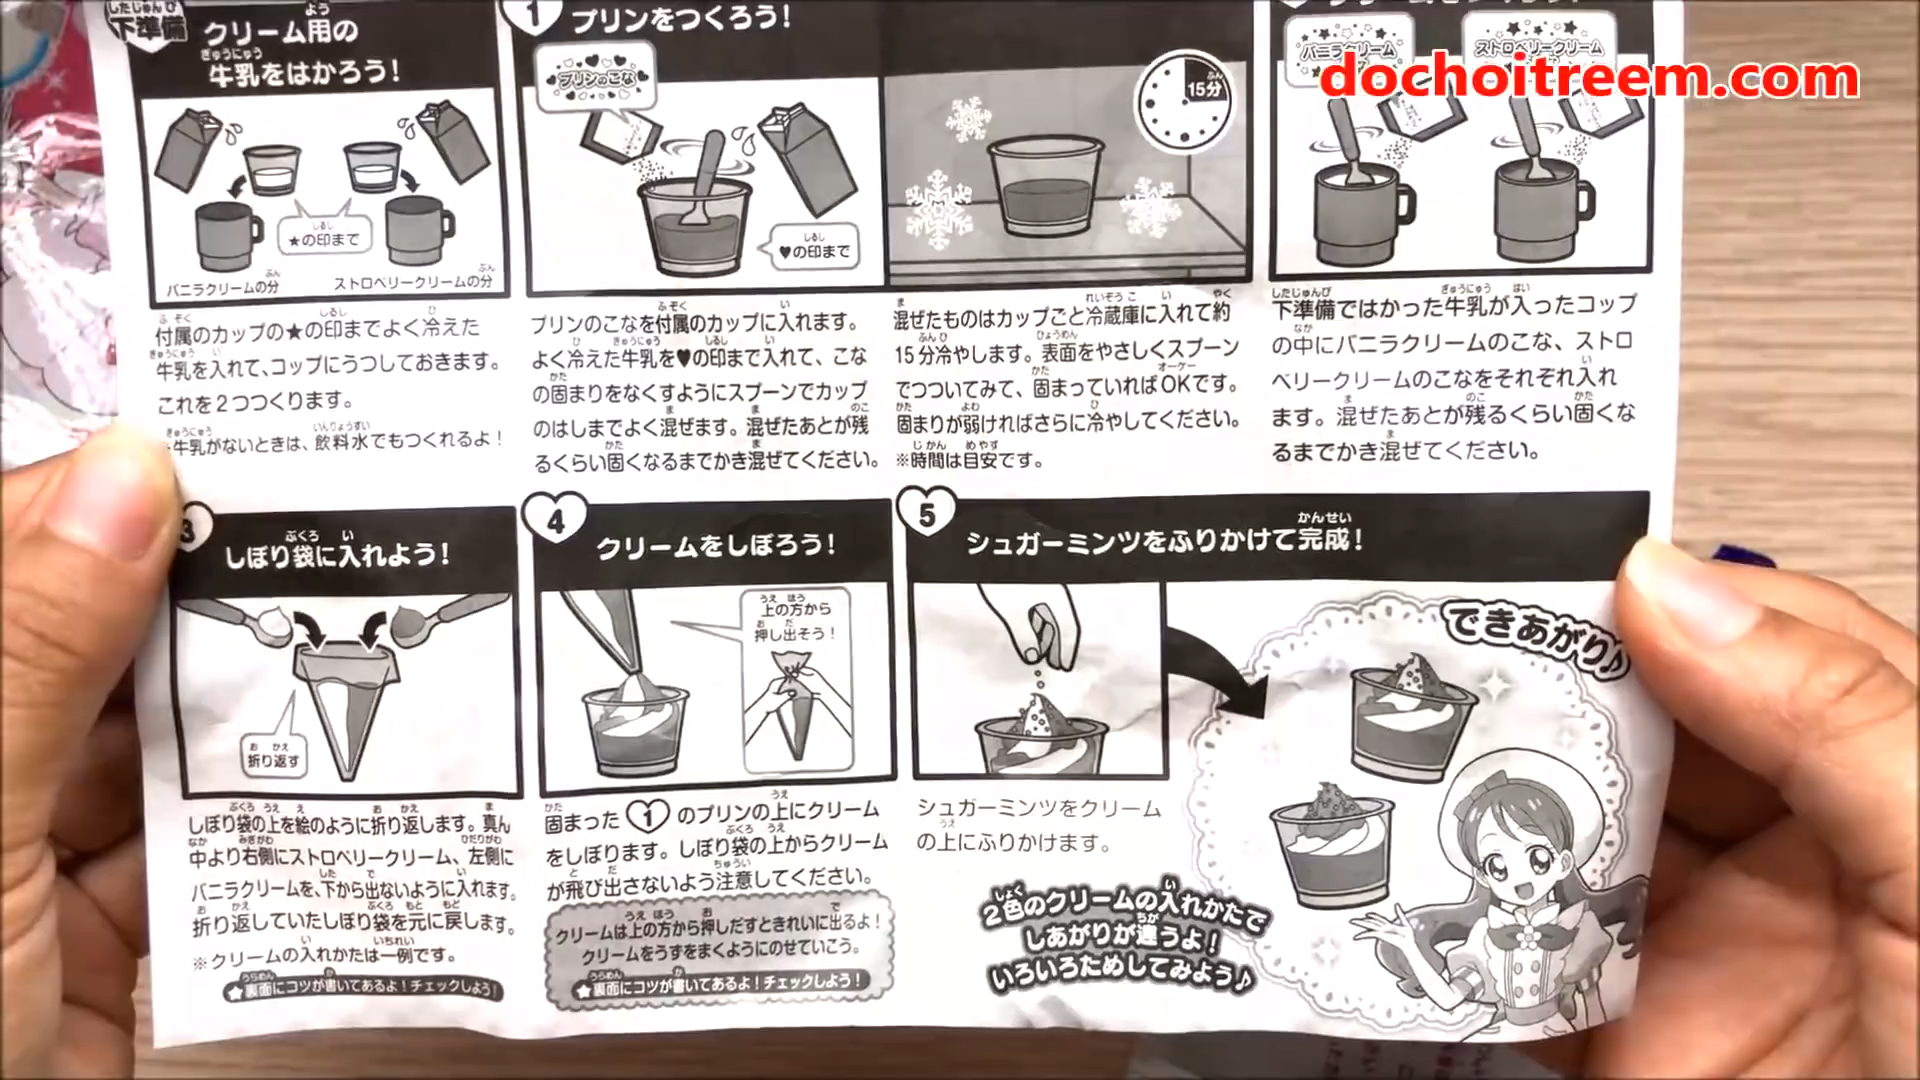 dochoitreem.com
下準備
したじゅんび
クリーム用の
よう
牛乳をはかろう!
ぎゅうにゅう
★の印まで
しるし
バニラクリームの分
ぶん
ストロベリークリームの分
ぶん
付属のカップの★の印までよく冷えた
牛乳を入れて、コップにうつしておきます。
これを2つつくります。
牛乳がないときは、飲料水でもつくれるよ!
1
プリンをつくろう!
プリンのこな
♥の印まで
しるし
15分
ふん
プリンのこなを付属のカップに入れます。
よく冷えた牛乳を♥の印まで入れて、こな
の固まりをなくすようにスプーンでカップ
のはしまでよく混ぜます。混ぜたあとが残
るくらい固くなるまでかき混ぜてください。
混ぜたものはカップごと冷蔵庫に入れて約
15分冷やします。表面をやさしくスプーン
でつついてみて、固まっていればOKです。
固まりが弱ければさらに冷やしてください。
※時間は目安です。
バニラクリーム
ストロベリークリーム
下準備ではかった牛乳が入ったコップ
の中にバニラクリームのこな、ストロ
ベリークリームのこなをそれぞれ入れ
ます。混ぜたあとが残るくらい固くな
るまでかき混ぜてください。
3
しぼり袋に入れよう!
ぶくろ い
折り返す
お かえ
しぼり袋の上を絵のように折り返します。真ん
中より右側にストロベリークリーム、左側に
バニラクリームを、下から出ないように入れます。
折り返していたしぼり袋を元に戻します。
※クリームの入れかたは一例です。
★裏面にコツが書いてあるよ!チェックしよう!
4
クリームをしぼろう!
上の方から
押し出そう!
固まった①のプリンの上にクリーム
をしぼります。しぼり袋の上からクリーム
が飛び出さないよう注意してください。
クリームは上の方から押しだすときれいに出るよ!
クリームをうずをまくようにのせていこう。
★裏面にコツが書いてあるよ!チェックしよう!
5
シュガーミンツをふりかけて完成!
かんせい
できあがり♪
シュガーミンツをクリーム
の上にふりかけます。
2色のクリームの入れかたで
しあがりが違うよ!
いろいろためしてみよう♪